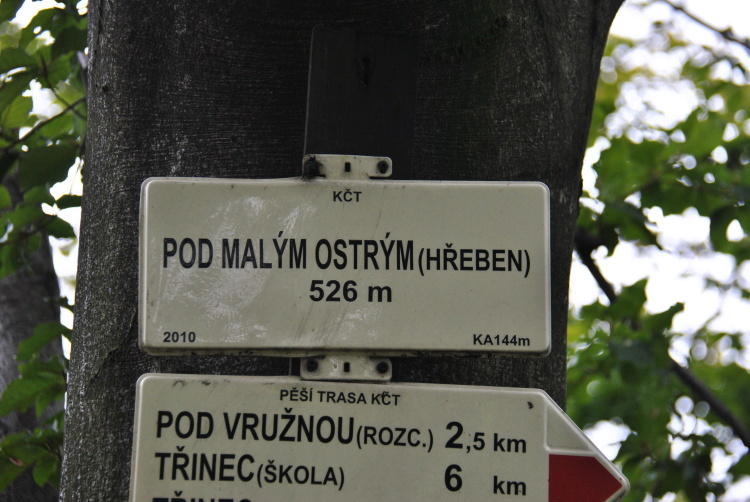 KČT
POD MALÝM OSTRÝM (HŘEBEN)
526 m
2010 KA144m
PĚŠÍ TRASA KČT
POD VRUŽNOU (ROZC.) 2,5 km
TŘINEC (ŠKOLA) 6 km
TŘINEC